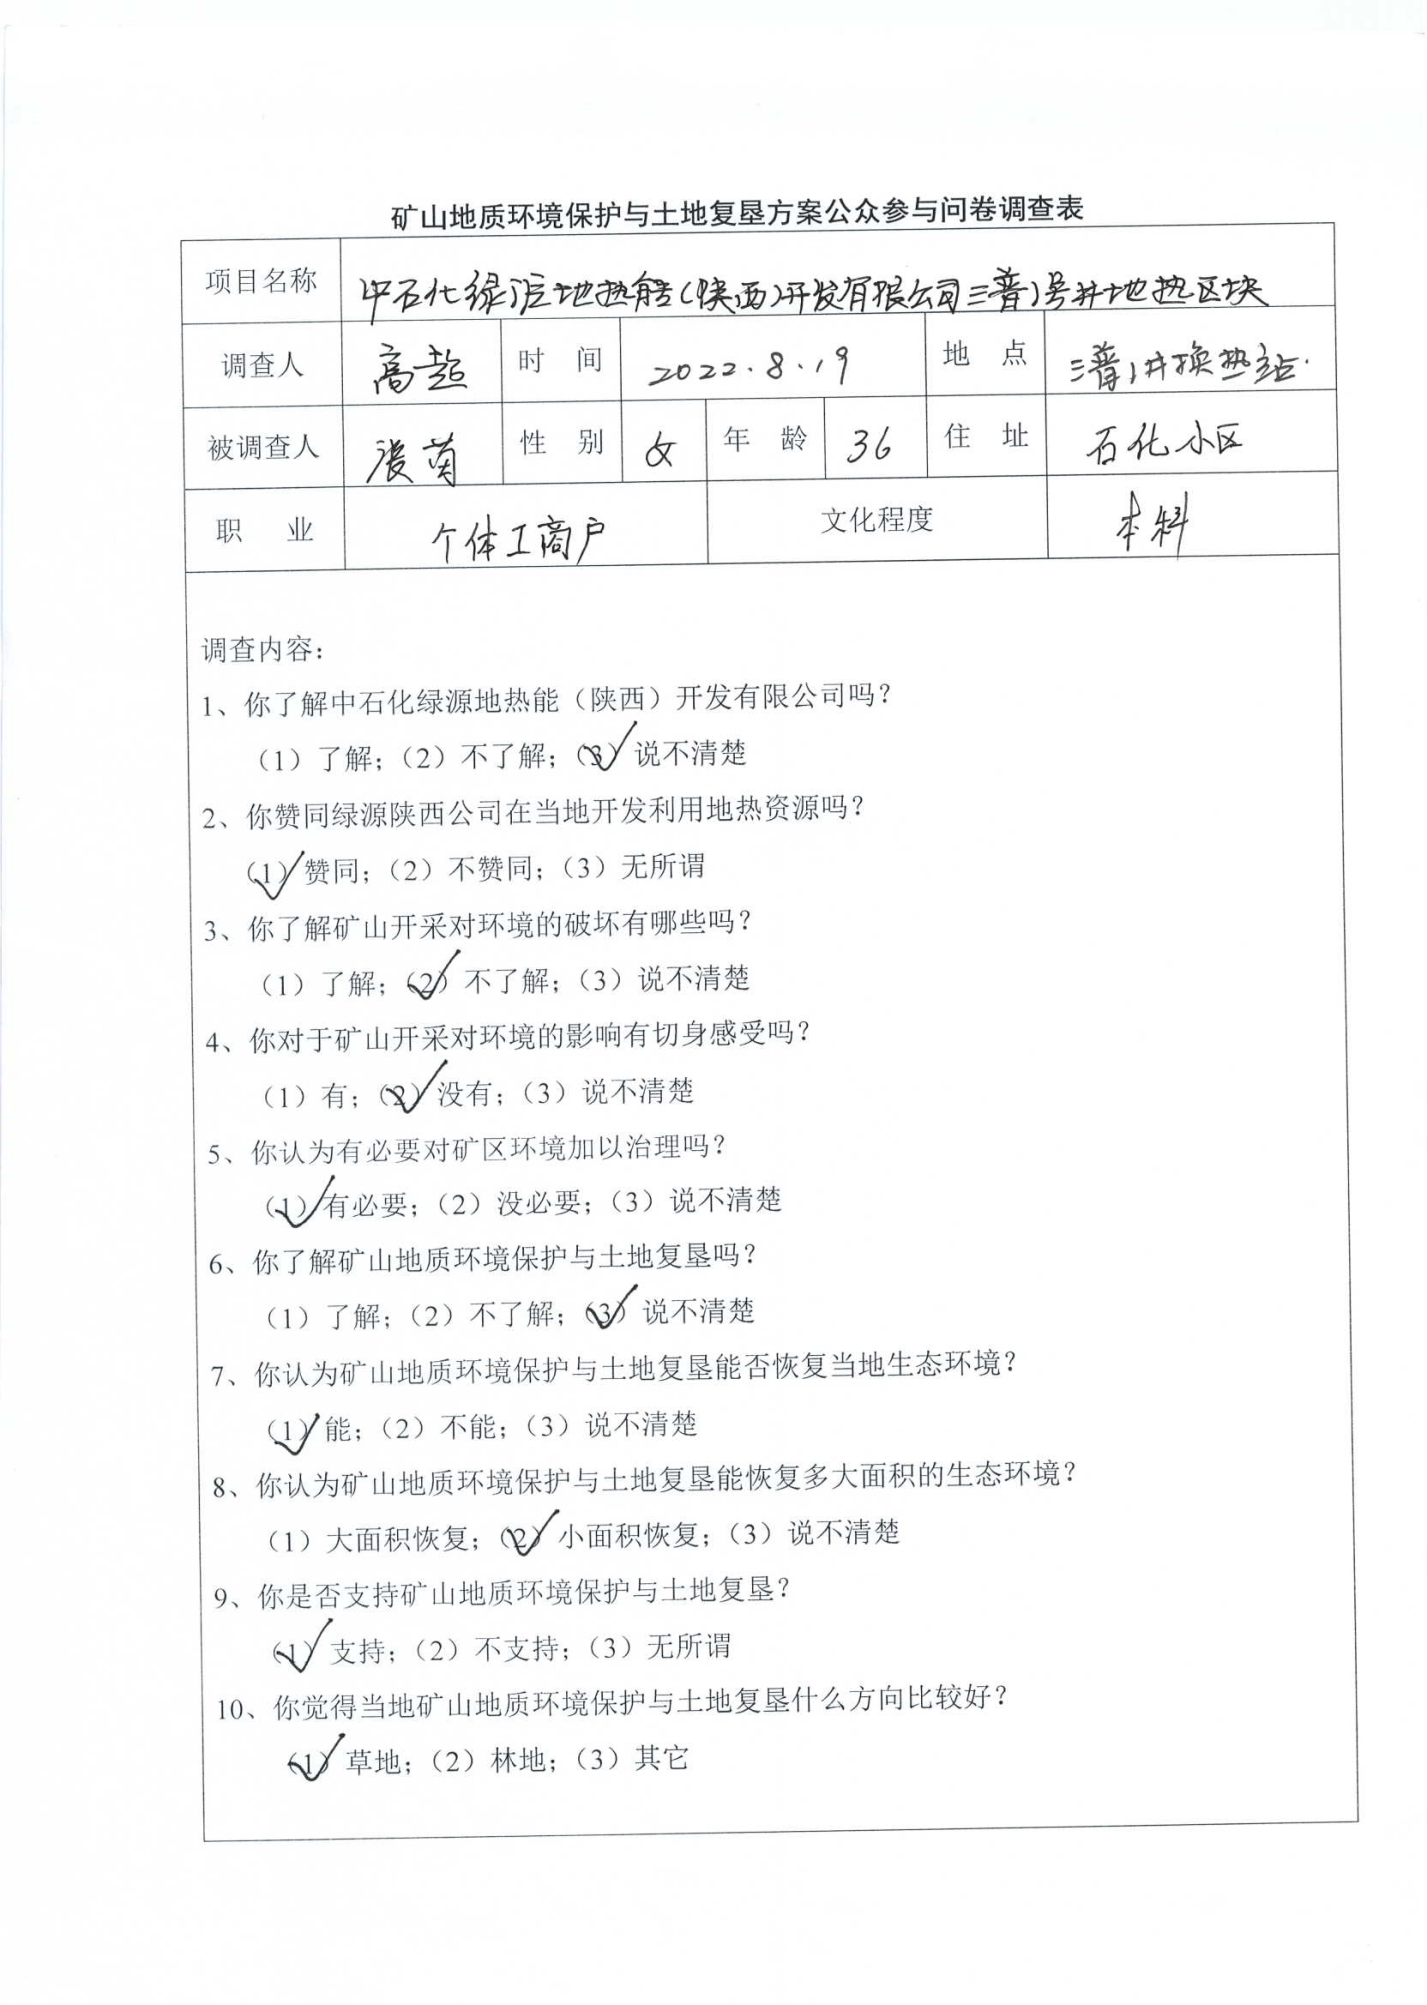 矿山地质环境保护与土地复垦方案公众参与问卷调查表
项目名称 中石化绿源地热能(陕西)开发有限公司三普1号井地热区块
调查人 高超 时 间 2022.8.19 地 点 三普1井换热站.
被调查人 菊 性 别 女 年 龄 36 住 址 石化小区
职 业 个体工商户 文化程度 本科
调查内容：
1、你了解中石化绿源地热能（陕西）开发有限公司吗？
（1）了解；（2）不了解；（3）✓说不清楚
2、你赞同绿源陕西公司在当地开发利用地热资源吗？
（1）✓赞同；（2）不赞同；（3）无所谓
3、你了解矿山开采对环境的破坏有哪些吗？
（1）了解；（2）✓不了解；（3）说不清楚
4、你对于矿山开采对环境的影响有切身感受吗？
（1）有；（2）✓没有；（3）说不清楚
5、你认为有必要对矿区环境加以治理吗？
（1）✓有必要；（2）没必要；（3）说不清楚
6、你了解矿山地质环境保护与土地复垦吗？
（1）了解；（2）不了解；（3）✓说不清楚
7、你认为矿山地质环境保护与土地复垦能否恢复当地生态环境？
（1）✓能；（2）不能；（3）说不清楚
8、你认为矿山地质环境保护与土地复垦能恢复多大面积的生态环境？
（1）大面积恢复；（2）✓小面积恢复；（3）说不清楚
9、你是否支持矿山地质环境保护与土地复垦？
（1）✓支持；（2）不支持；（3）无所谓
10、你觉得当地矿山地质环境保护与土地复垦什么方向比较好？
（1）✓草地；（2）林地；（3）其它